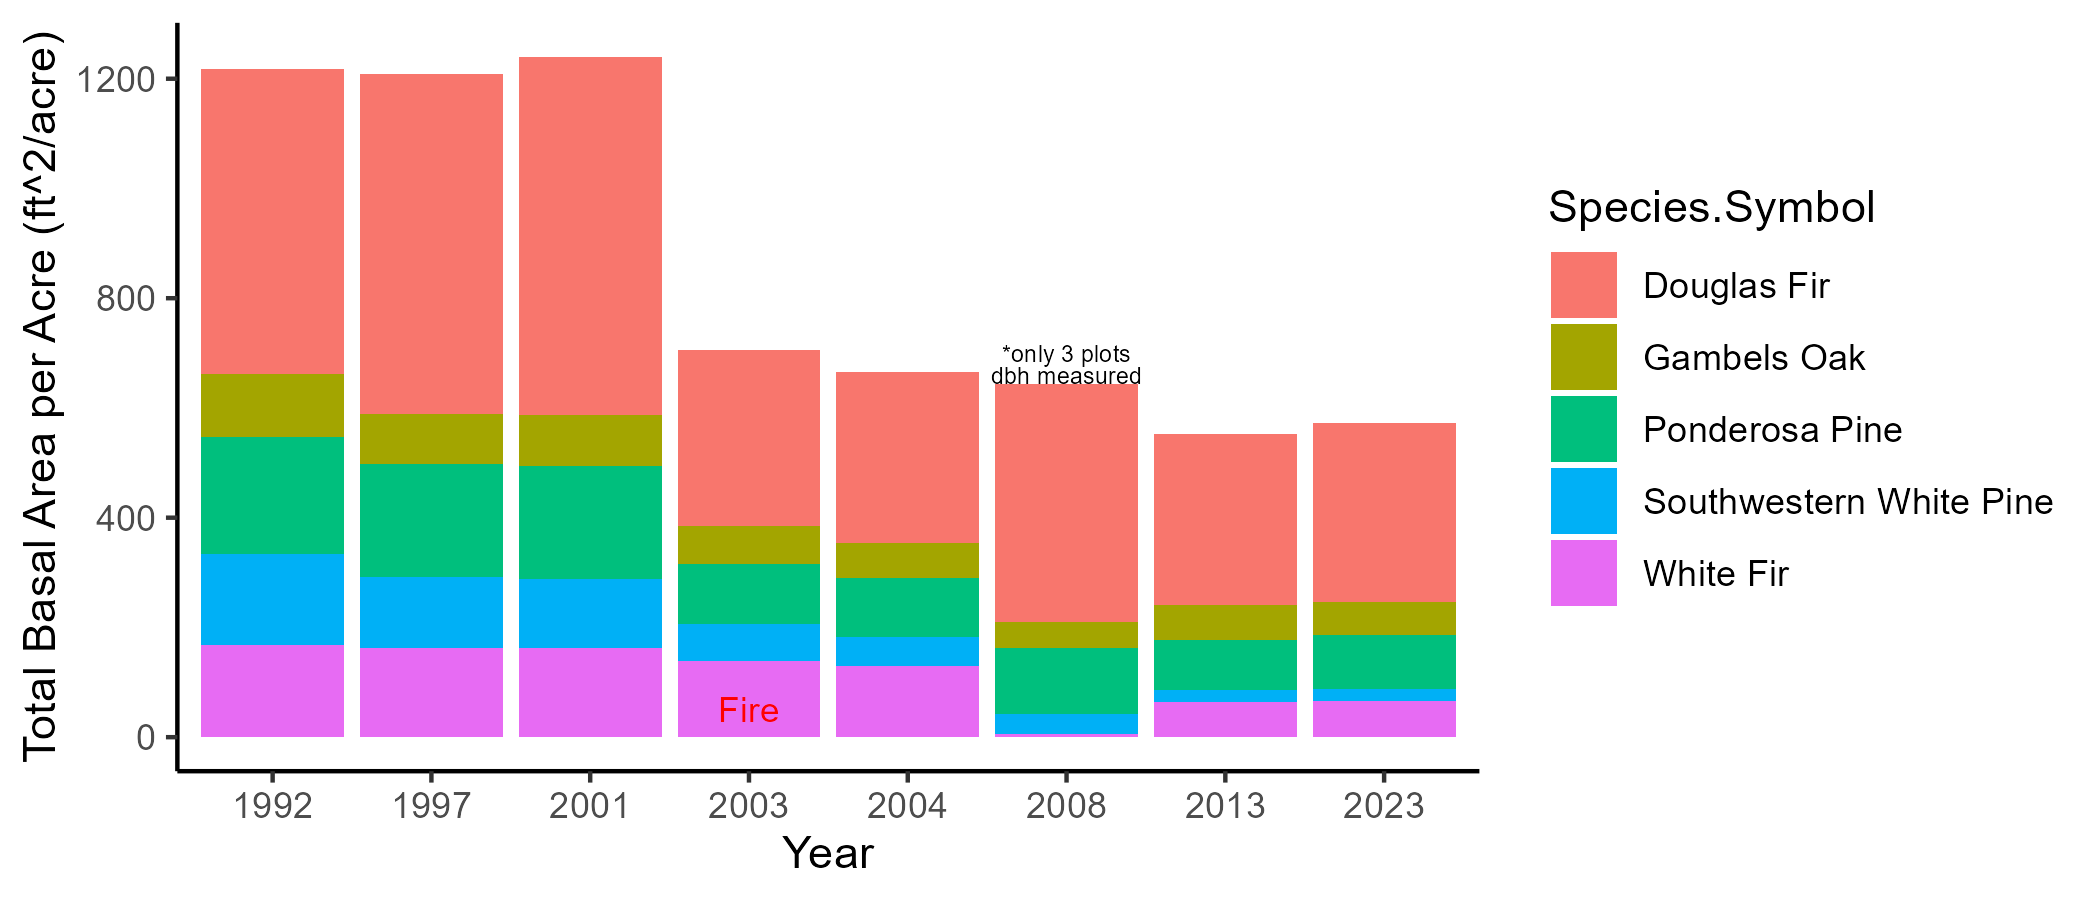 Total Basal Area per Acre (ft^2/acre)
1200
800
400
0
*only 3 plots
dbh measured
Fire
1992 1997 2001 2003 2004 2008 2013 2023
Year
Species.Symbol
Douglas Fir
Gambels Oak
Ponderosa Pine
Southwestern White Pine
White Fir